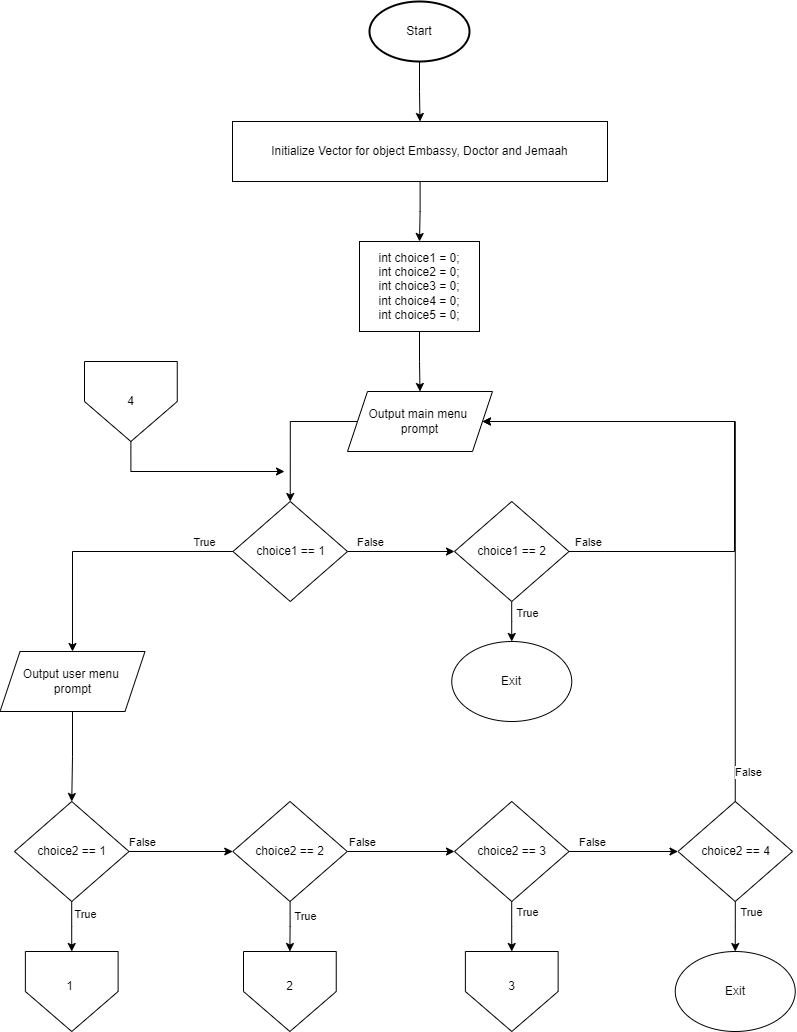 Start
Initialize Vector for object Embassy, Doctor and Jemaah
int choice1 = 0;
int choice2 = 0;
int choice3 = 0;
int choice4 = 0;
int choice5 = 0;
4
Output main menu
prompt
True
choice1 == 1
False
choice1 == 2
False
True
Output user menu
prompt
Exit
False
choice2 == 1
False
choice2 == 2
False
choice2 == 3
False
choice2 == 4
True
True
True
True
1
2
3
Exit